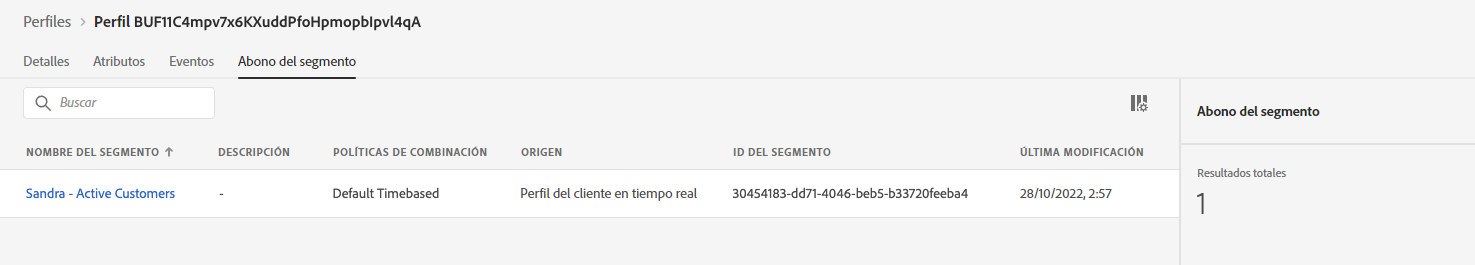 Perfiles > Perfil BUF11C4mpv7x6KXuddPfoHpmopbIpvl4qA
Detalles Atributos Eventos Abono del segmento
Buscar
Abono del segmento
NOMBRE DEL SEGMENTO ↑ DESCRIPCIÓN POLÍTICAS DE COMBINACIÓN ORIGEN ID DEL SEGMENTO ÚLTIMA MODIFICACIÓN
Sandra - Active Customers - Default Timebased Perfil del cliente en tiempo real 30454183-dd71-4046-beb5-b33720feeba4 28/10/2022, 2:57
Resultados totales
1